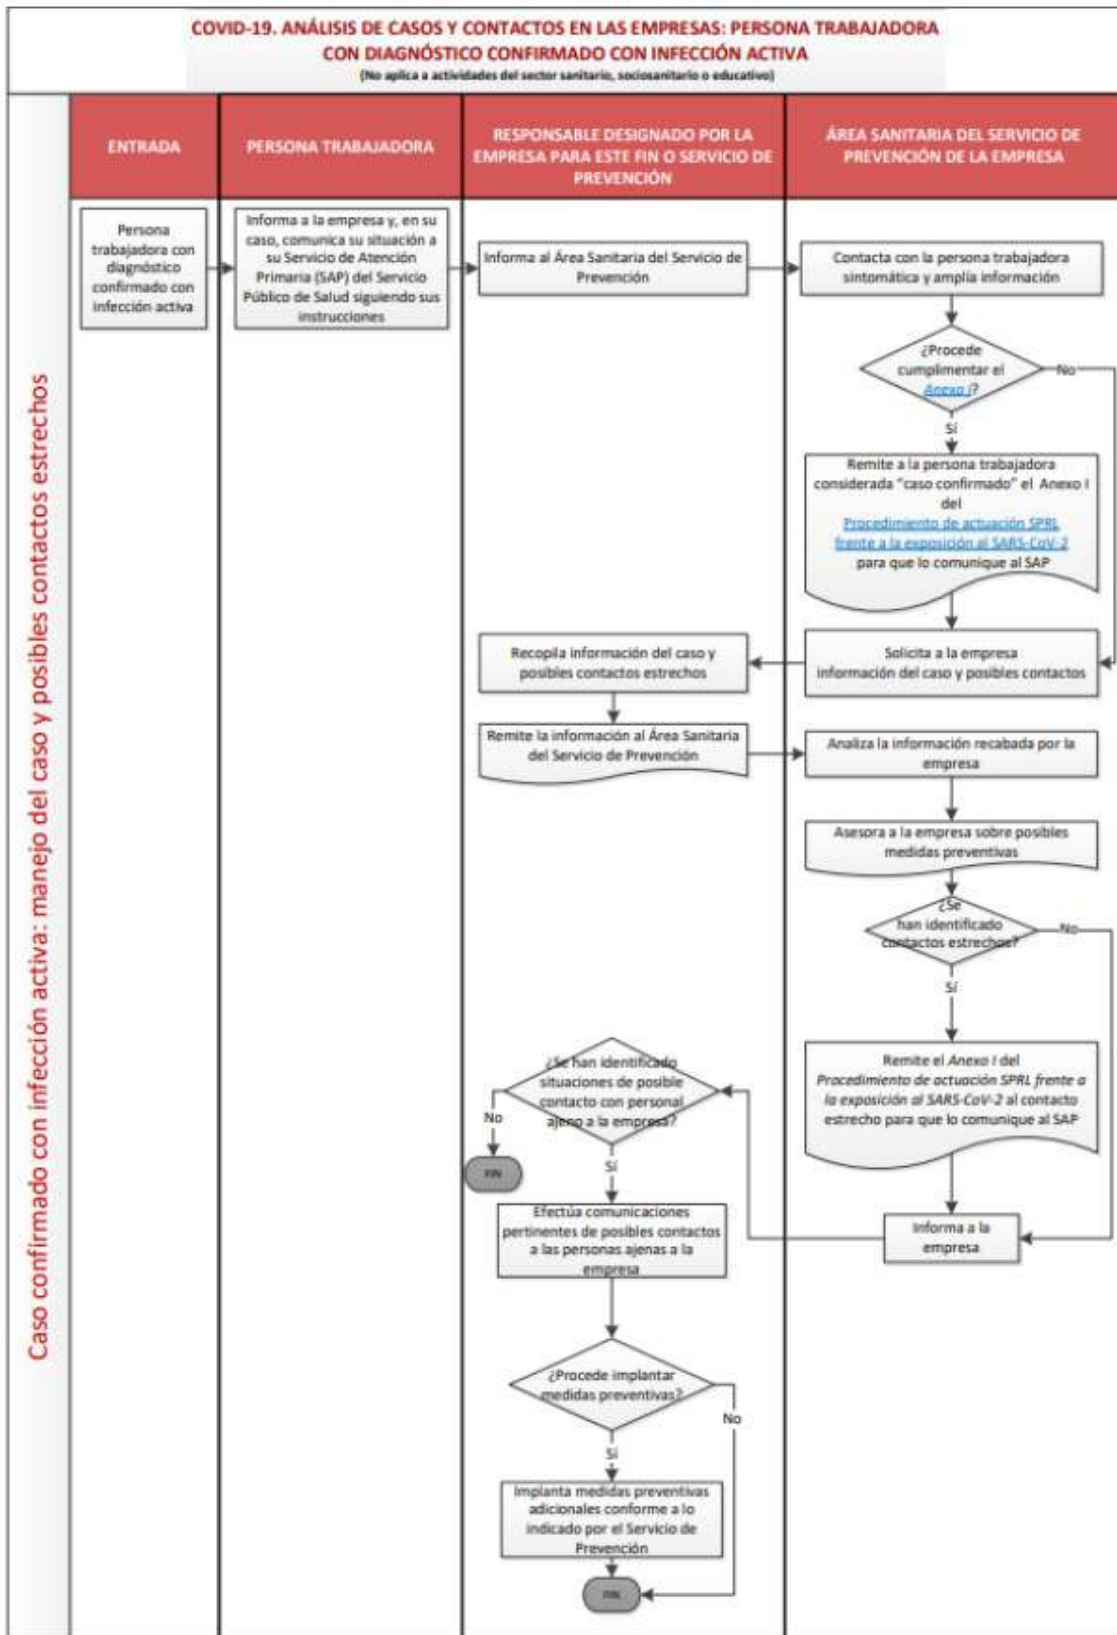 COVID-19. ANÁLISIS DE CASOS Y CONTACTOS EN LAS EMPRESAS: PERSONA TRABAJADORA
CON DIAGNÓSTICO CONFIRMADO CON INFECCIÓN ACTIVA
(No aplica a actividades del sector sanitario, sociosanitario o educativo)
ENTRADA
PERSONA TRABAJADORA
RESPONSABLE DESIGNADO POR LA
EMPRESA PARA ESTE FIN O SERVICIO DE
PREVENCIÓN
ÁREA SANITARIA DEL SERVICIO DE
PREVENCIÓN DE LA EMPRESA
Caso confirmado con infección activa: manejo del caso y posibles contactos estrechos
Persona
trabajadora con
diagnóstico
confirmado con
infección activa
Informa a la empresa y, en su
caso, comunica su situación a
su Servicio de Atención
Primaria (SAP) del Servicio
Público de Salud siguiendo sus
instrucciones
Informa al Área Sanitaria del Servicio de
Prevención
Contacta con la persona trabajadora
sintomática y amplía información
¿Procede
cumplimentar el
Anexo I?
No
Sí
Remite a la persona trabajadora
considerada "caso confirmado" el Anexo I
del
Procedimiento de actuación SPRL
frente a la exposición al SARS-CoV-2
para que lo comunique al SAP
Solicita a la empresa
información del caso y posibles contactos
Recopila información del caso y
posibles contactos estrechos
Remite la información al Área Sanitaria
del Servicio de Prevención
Analiza la información recabada por la
empresa
Asesora a la empresa sobre posibles
medidas preventivas
¿Se
han identificado
contactos estrechos?
No
Sí
Remite el Anexo I del
Procedimiento de actuación SPRL frente a
la exposición al SARS-CoV-2 al contacto
estrecho para que lo comunique al SAP
Informa a la
empresa
¿Se han identificado
situaciones de posible
contacto con personal
ajeno a la empresa?
No
FIN
Sí
Efectúa comunicaciones
pertinentes de posibles contactos
a las personas ajenas a la
empresa
¿Procede implantar
medidas preventivas?
No
Sí
Implanta medidas preventivas
adicionales conforme a lo
indicado por el Servicio de
Prevención
FIN